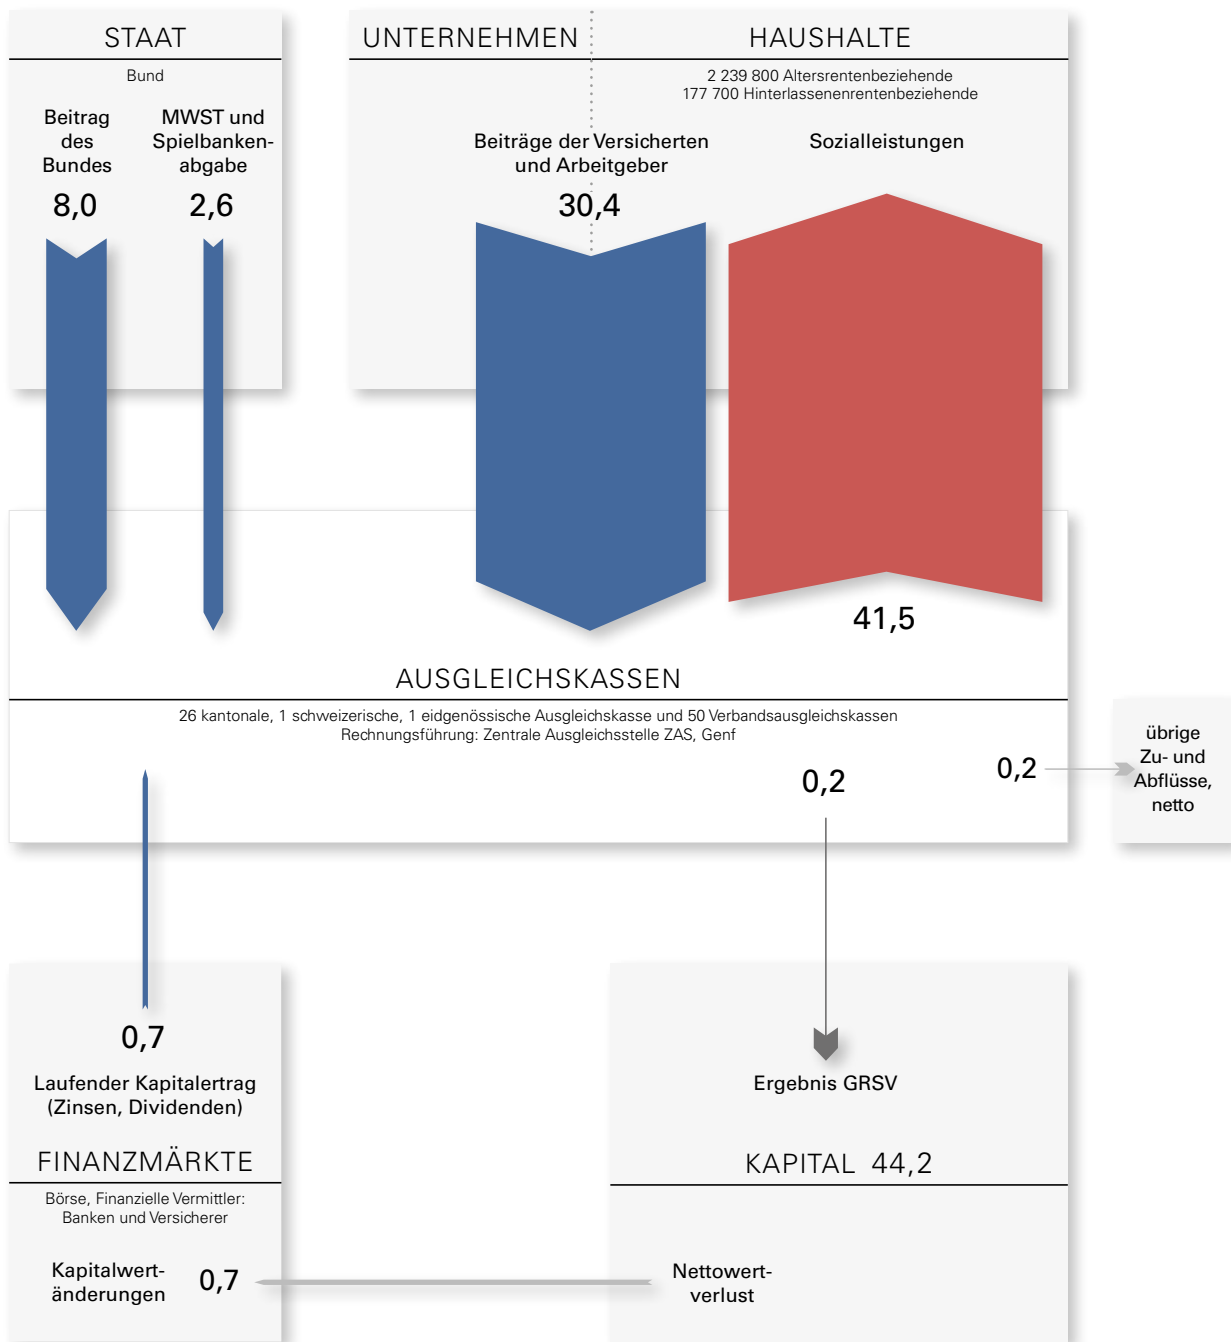 STAAT
Bund
Beitrag
des
Bundes
8,0
MWST und
Spielbanken-
abgabe
2,6
UNTERNEHMEN
HAUSHALTE
2 239 800 Altersrentenbeziehende
177 700 Hinterlassenenrentenbeziehende
Beiträge der Versicherten
und Arbeitgeber
30,4
Sozialleistungen
41,5
AUSGLEICHSKASSEN
26 kantonale, 1 schweizerische, 1 eidgenössische Ausgleichskasse und 50 Verbandsausgleichskassen
Rechnungsführung: Zentrale Ausgleichsstelle ZAS, Genf
0,2
0,2
übrige
Zu- und
Abflüsse,
netto
0,7
Laufender Kapitalertrag
(Zinsen, Dividenden)
FINANZMÄRKTE
Börse, Finanzielle Vermittler:
Banken und Versicherer
Kapitalwert-
änderungen
0,7
Ergebnis GRSV
KAPITAL 44,2
Nettowert-
verlust